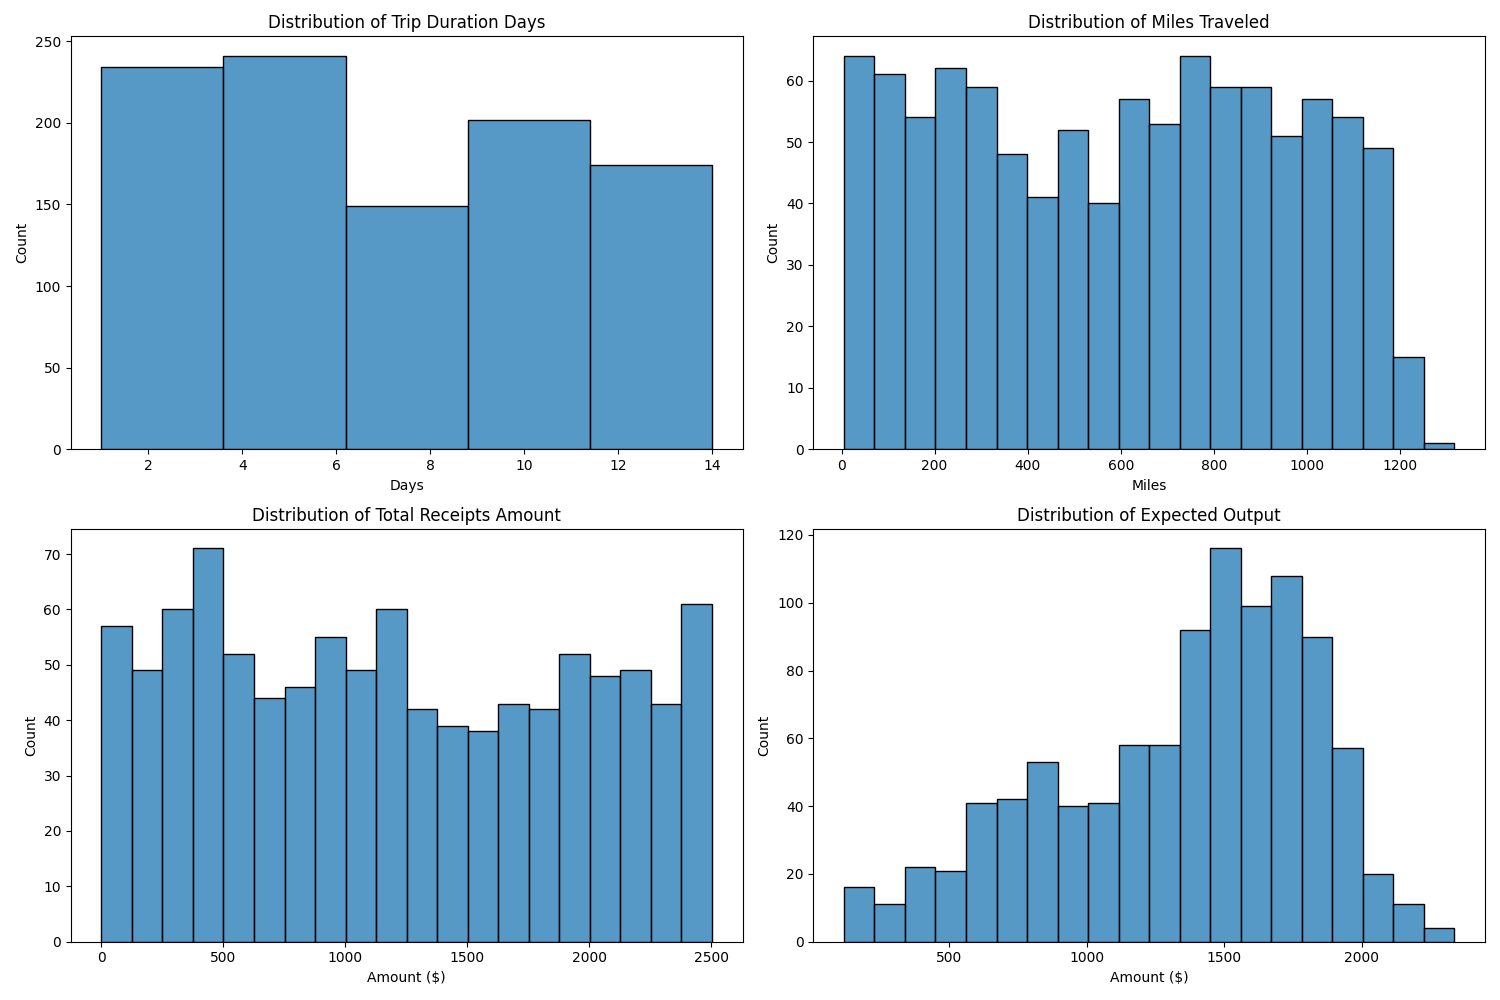 Distribution of Trip Duration Days
250
200
150
100
50
0
Count
2 4 6 8 10 12 14
Days
Distribution of Miles Traveled
60
50
40
30
20
10
0
Count
0 200 400 600 800 1000 1200
Miles
Distribution of Total Receipts Amount
70
60
50
40
30
20
10
0
Count
0 500 1000 1500 2000 2500
Amount ($)
Distribution of Expected Output
120
100
80
60
40
20
0
Count
500 1000 1500 2000
Amount ($)